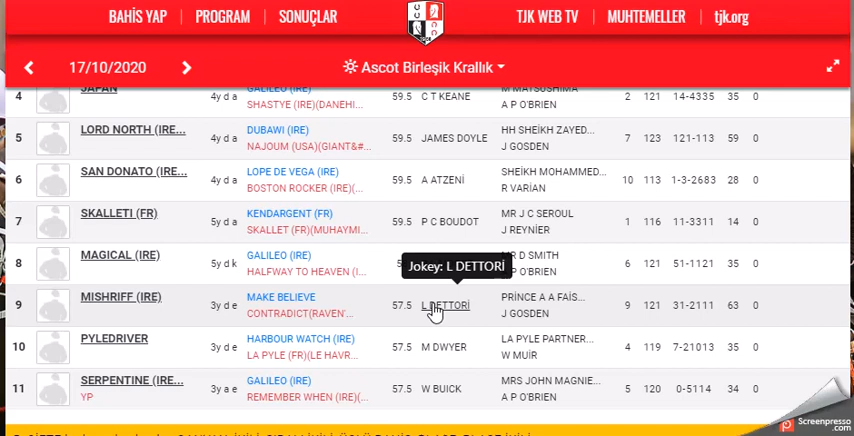 BAHİS YAP PROGRAM SONUÇLAR TJK WEB TV MUHTEMELLER tjk.org
17/10/2020 Ascot Birleşik Krallık
4 JAPAN 4y d a GALILEO (IRE) SHASTYE (IRE)(DANEHI... 59.5 C T KEANE M MATSUSHIMA A P O'BRIEN 2 121 14-4335 35 0
5 LORD NORTH (IRE... 4y d a DUBAWI (IRE) NAJOUM (USA)(GIANT&#... 59.5 JAMES DOYLE HH SHEİKH ZAYED... J GOSDEN 7 123 121-113 59 0
6 SAN DONATO (IRE... 4y d a LOPE DE VEGA (IRE) BOSTON ROCKER (IRE)(... 59.5 A ATZENİ SHEİKH MOHAMMED... R VARİAN 10 113 1-3-2683 28 0
7 SKALLETI (FR) 5y d a KENDARGENT (FR) SKALLET (FR)(MUHAYMI... 59.5 P C BOUDOT MR J C SEROUL J REYNİER 1 116 11-3311 14 0
8 MAGICAL (IRE) 5y d k GALILEO (IRE) HALFWAY TO HEAVEN (I... MR D SMITH P O'BRIEN 6 121 51-1121 35 0
Jokey: L DETTORİ
9 MISHRIFF (IRE) 3y d e MAKE BELIEVE CONTRADICT(RAVEN'... 57.5 L DETTORİ PRİNCE A A FAİS... J GOSDEN 9 121 31-2111 63 0
10 PYLEDRIVER 3y d e HARBOUR WATCH (IRE) LA PYLE (FR)(LE HAVR... 57.5 M DWYER LA PYLE PARTNER... W MUİR 4 119 7-21013 35 0
11 SERPENTINE (IRE... YP 3y a e GALILEO (IRE) REMEMBER WHEN (IRE)(... 57.5 W BUICK MRS JOHN MAGNIE... A P O'BRIEN 5 120 0-5114 34 0
Screenpresso
.com